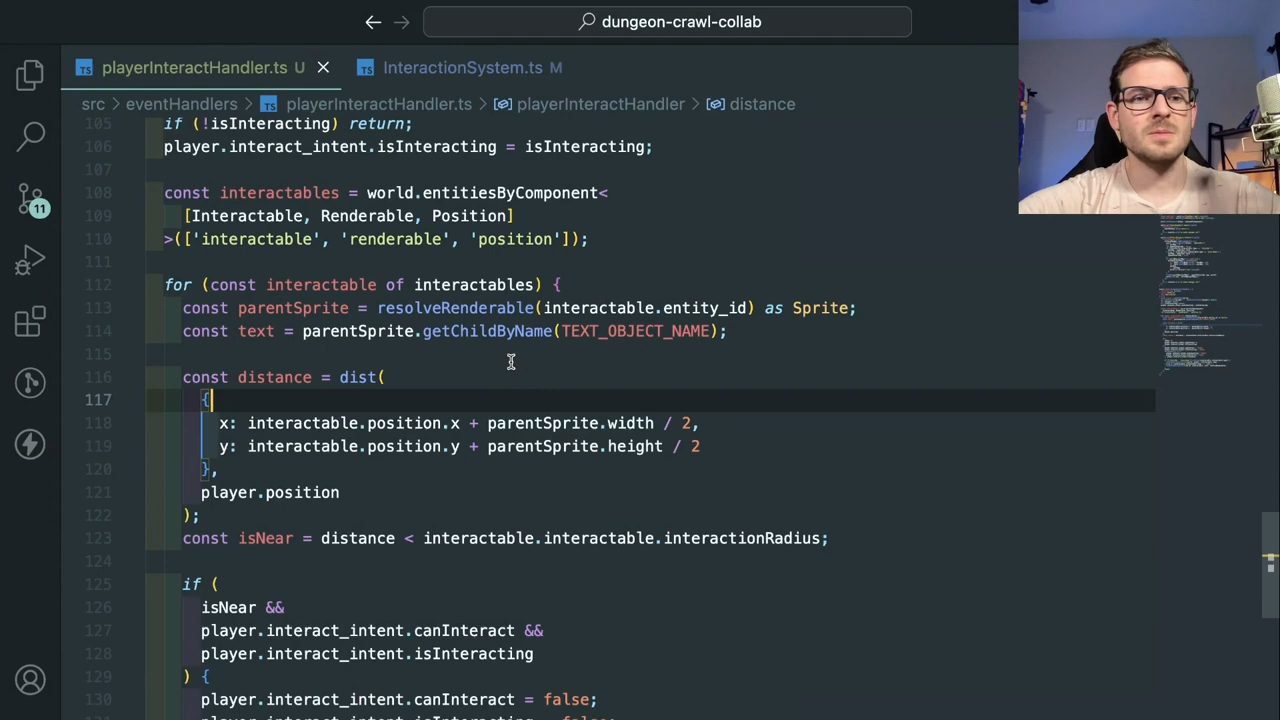 dungeon-crawl-collab
TS playerInteractHandler.ts U
TS InteractionSystem.ts M
src > eventHandlers > TS playerInteractHandler.ts > playerInteractHandler > distance
105 if (!isInteracting) return;
106 player.interact_intent.isInteracting = isInteracting;
107
108 const interactables = world.entitiesByComponent<
109 [Interactable, Renderable, Position]
110 >(['interactable', 'renderable', 'position']);
111
112 for (const interactable of interactables) {
113 const parentSprite = resolveRenderable(interactable.entity_id) as Sprite;
114 const text = parentSprite.getChildByName(TEXT_OBJECT_NAME);
115
116 const distance = dist(
117 {
118 x: interactable.position.x + parentSprite.width / 2,
119 y: interactable.position.y + parentSprite.height / 2
120 },
121 player.position
122 );
123 const isNear = distance < interactable.interactable.interactionRadius;
124
125 if (
126 isNear &&
127 player.interact_intent.canInteract &&
128 player.interact_intent.isInteracting
129 ) {
130 player.interact_intent.canInteract = false;
11